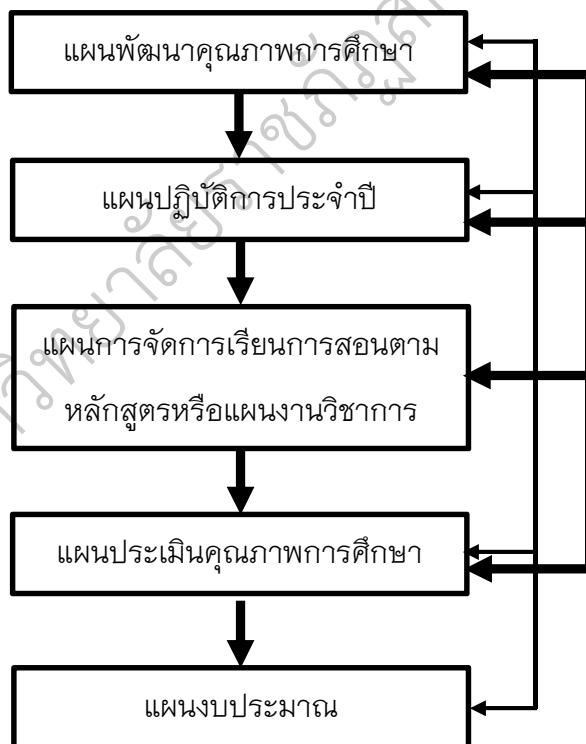 แผนพัฒนาคุณภาพการศึกษา
แผนปฏิบัติการประจำปี
แผนการจัดการเรียนการสอนตาม
หลักสูตรหรือแผนงานวิชาการ
แผนประเมินคุณภาพการศึกษา
แผนงบประมาณ